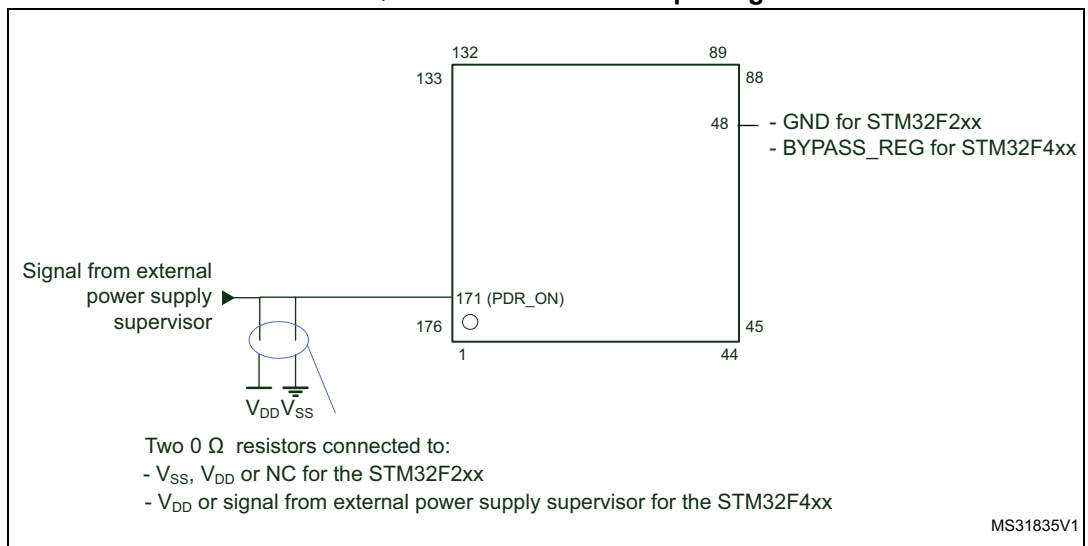 132
89
133
88
48
- GND for STM32F2xx
- BYPASS_REG for STM32F4xx
Signal from external
power supply
supervisor
171 (PDR_ON)
176
45
1
44
VDD VSS
Two 0 Ω resistors connected to:
- VSS, VDD or NC for the STM32F2xx
- VDD or signal from external power supply supervisor for the STM32F4xx
MS31835V1